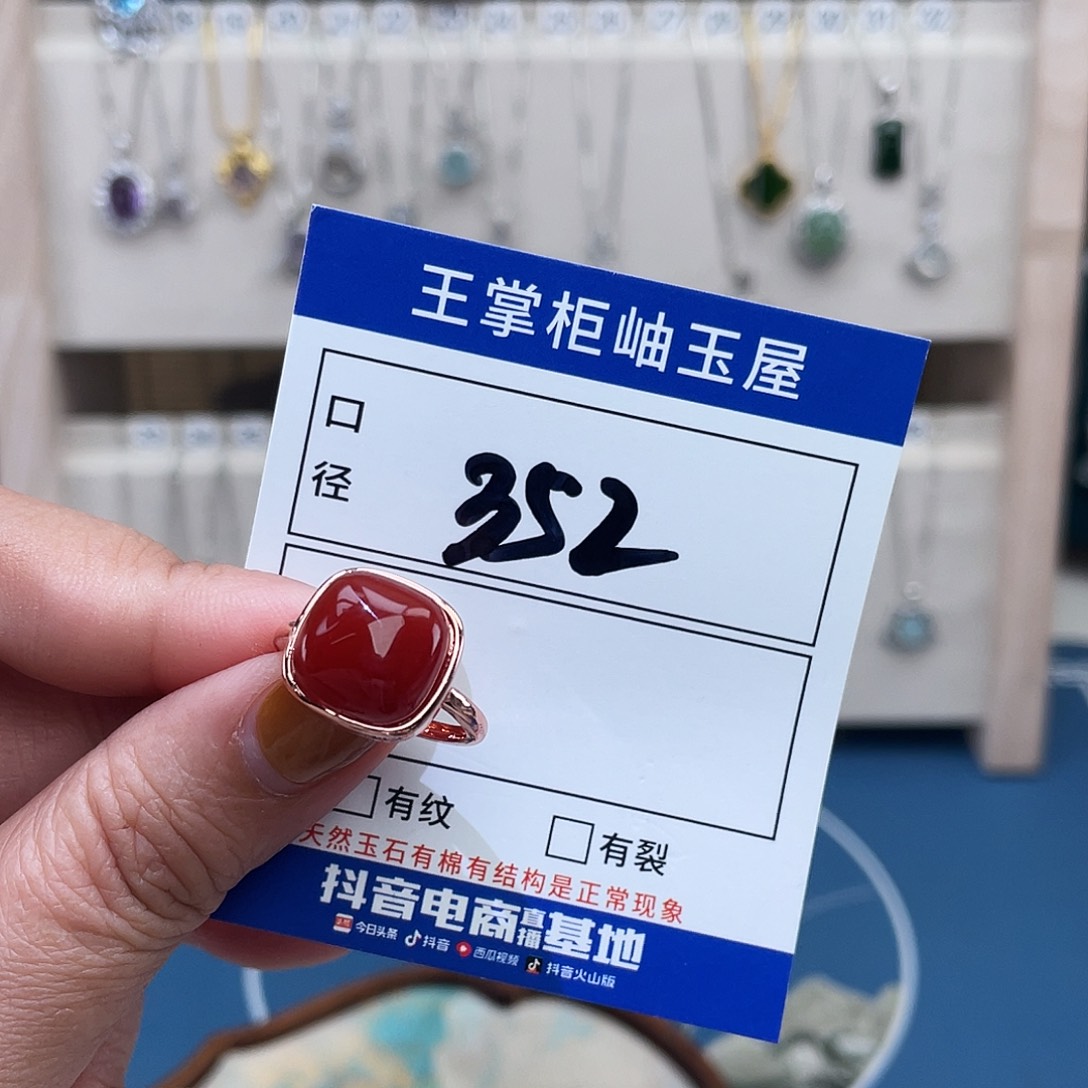 王掌柜岫玉屋
口径
352
有纹
有裂
天然玉石有棉有结构是正常现象
抖音电商直播基地
今日头条 抖音 西瓜视频 抖音火山版